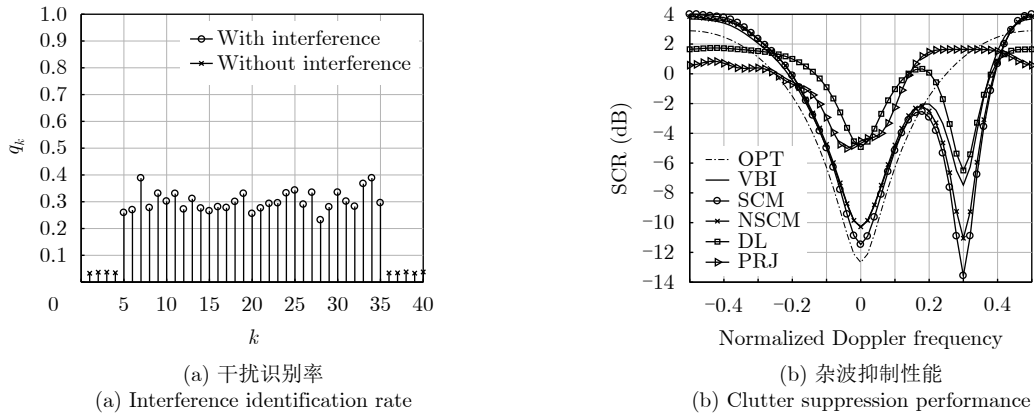 1.0
0.9
0.8
0.7
0.6
0.5
0.4
0.3
0.2
0.1
0
5
10
15
20
25
30
35
40
q_k
k
With interference
Without interference
(a) 干扰识别率
(a) Interference identification rate
4
2
0
−2
−4
−6
−8
−10
−12
−14
−0.4
−0.2
0
0.2
0.4
SCR (dB)
Normalized Doppler frequency
OPT
VBI
SCM
NSCM
DL
PRJ
(b) 杂波抑制性能
(b) Clutter suppression performance